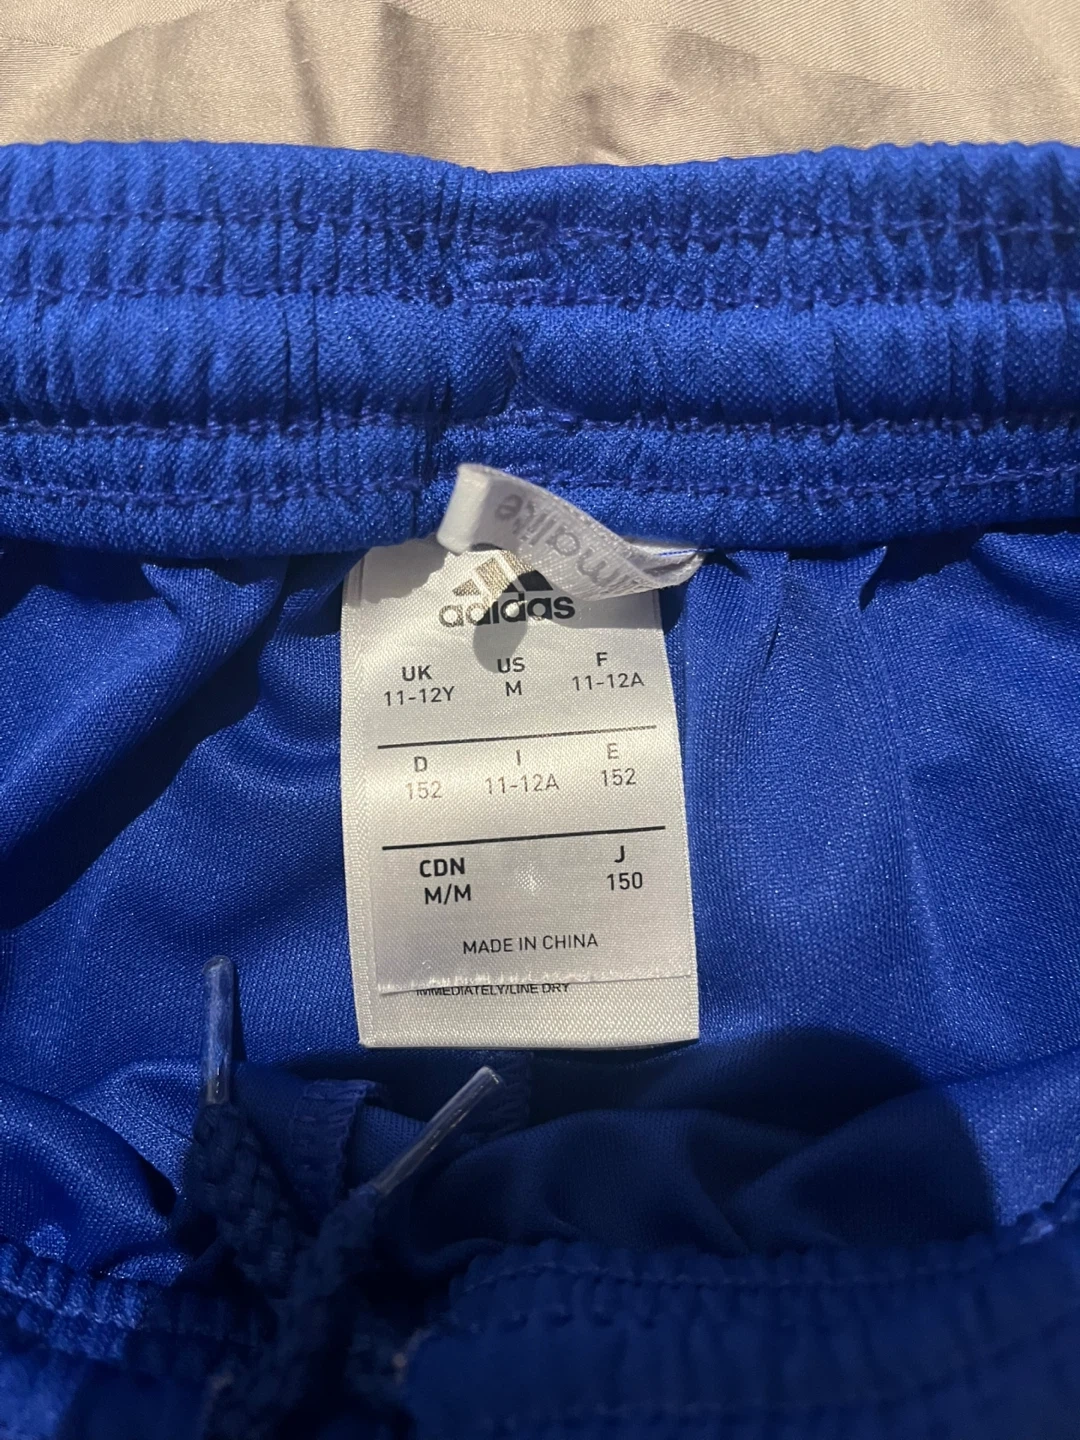 climalite
adidas
UK US F
11-12Y M 11-12A
D I E
152 11-12A 152
CDN J
M/M 150
MADE IN CHINA
IMMEDIATELY/LINE DRY